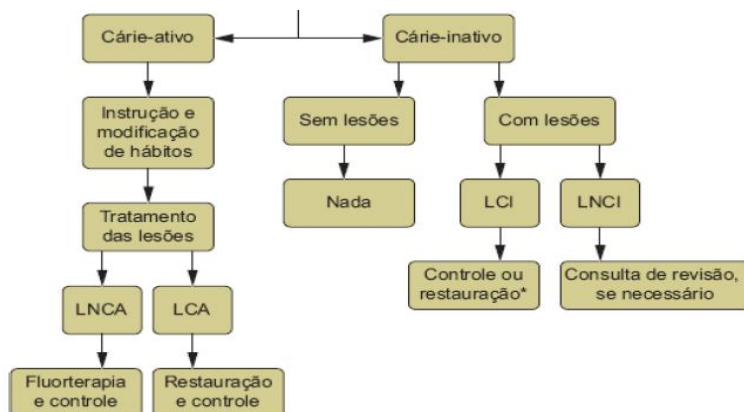 Cárie-ativo
Cárie-inativo
Instrução e
modificação
de hábitos
Sem lesões
Com lesões
Nada
LCI
LNCI
Tratamento
das lesões
Controle ou
restauração*
Consulta de revisão,
se necessário
LNCA
LCA
Fluorterapia
e controle
Restauração
e controle